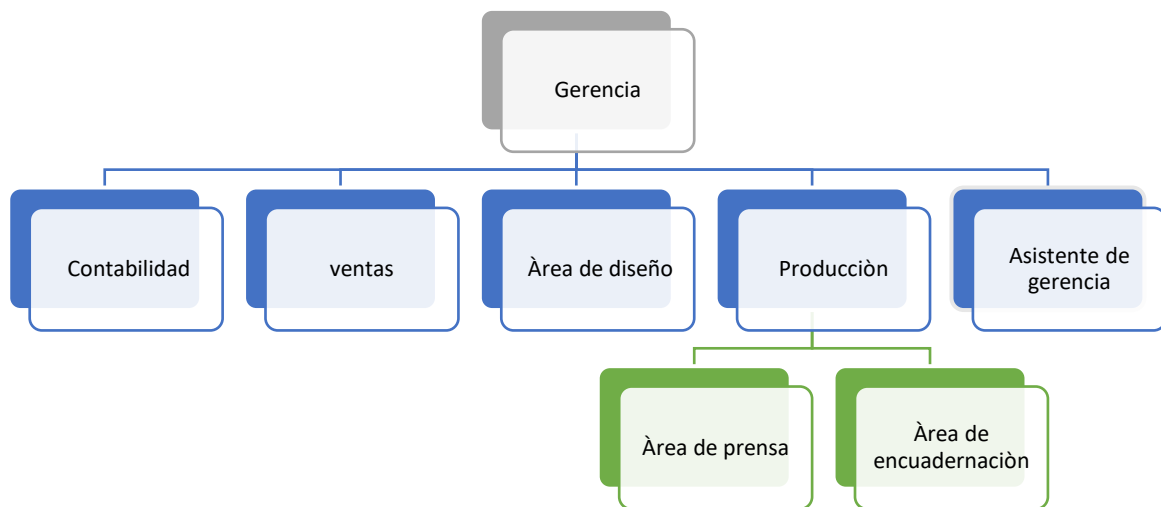 Gerencia
Contabilidad
ventas
Àrea de diseño
Producciòn
Asistente de
gerencia
Àrea de prensa
Àrea de
encuadernaciòn